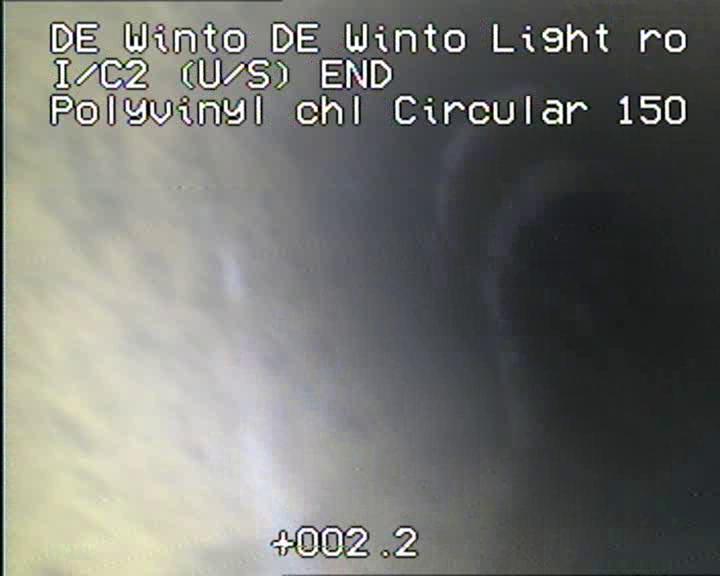 DE Winto DE Winto Light ro
I/C2 (U/S) END
Polyvinyl chl Circular 150
+002.2